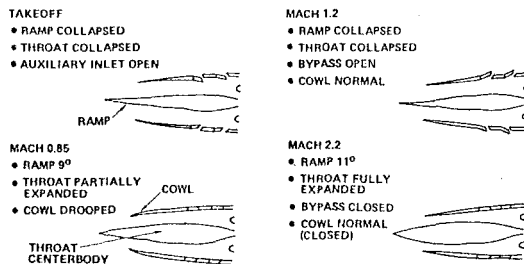 TAKEOFF
• RAMP COLLAPSED
• THROAT COLLAPSED
• AUXILIARY INLET OPEN
RAMP
MACH 1.2
• RAMP COLLAPSED
• THROAT COLLAPSED
• BYPASS OPEN
• COWL NORMAL
MACH 0.85
• RAMP 9º
• THROAT PARTIALLY
EXPANDED
• COWL DROOPED
COWL
THROAT
CENTERBODY
MACH 2.2
• RAMP 11º
• THROAT FULLY
EXPANDED
• BYPASS CLOSED
• COWL NORMAL
(CLOSED)